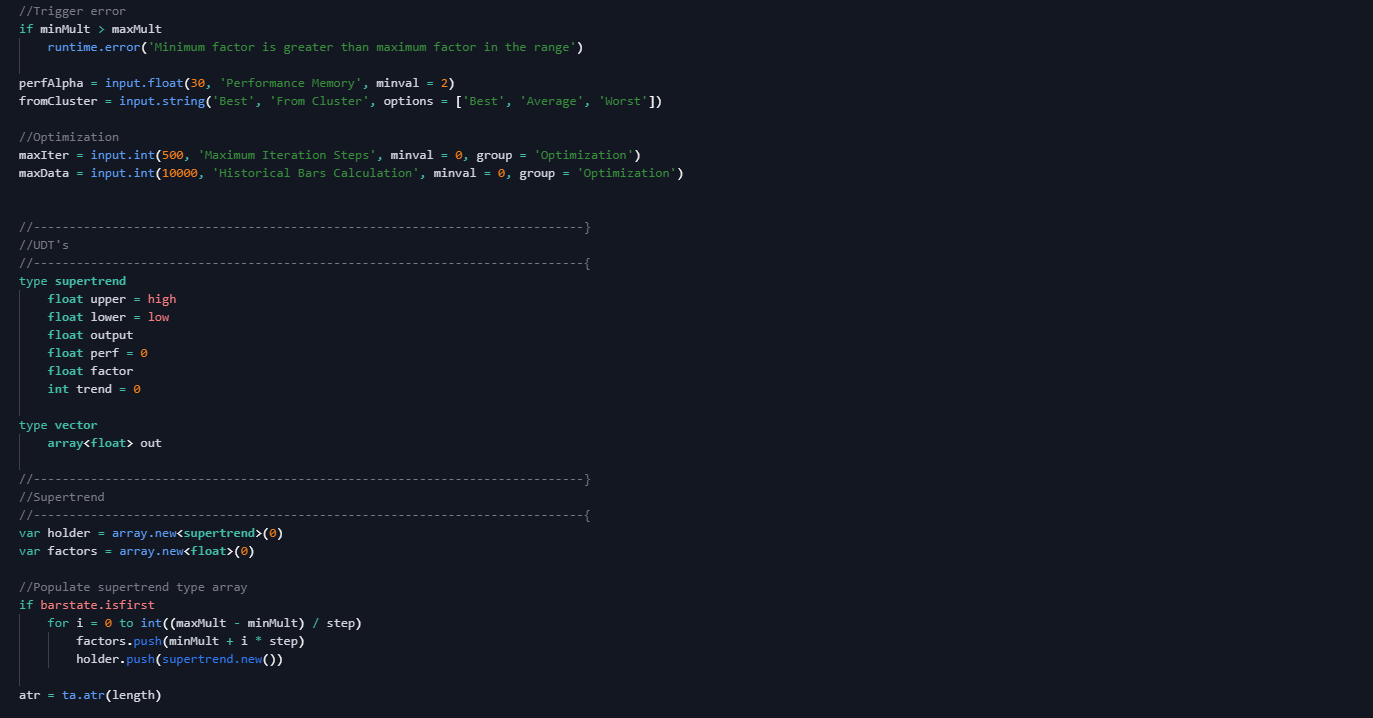 //Trigger error
if minMult > maxMult
    runtime.error('Minimum factor is greater than maximum factor in the range')
perfAlpha = input.float(30, 'Performance Memory', minval = 2)
fromCluster = input.string('Best', 'From Cluster', options = ['Best', 'Average', 'Worst'])
//Optimization
maxIter = input.int(500, 'Maximum Iteration Steps', minval = 0, group = 'Optimization')
maxData = input.int(10000, 'Historical Bars Calculation', minval = 0, group = 'Optimization')
//-----------------------------------------------------------------------------}
//UDT's
//-----------------------------------------------------------------------------{
type supertrend
    float upper = high
    float lower = low
    float output
    float perf = 0
    float factor
    int trend = 0
type vector
    array<float> out
//-----------------------------------------------------------------------------}
//Supertrend
//-----------------------------------------------------------------------------{
var holder = array.new<supertrend>(0)
var factors = array.new<float>(0)
//Populate supertrend type array
if barstate.isfirst
    for i = 0 to int((maxMult - minMult) / step)
        factors.push(minMult + i * step)
        holder.push(supertrend.new())
atr = ta.atr(length)